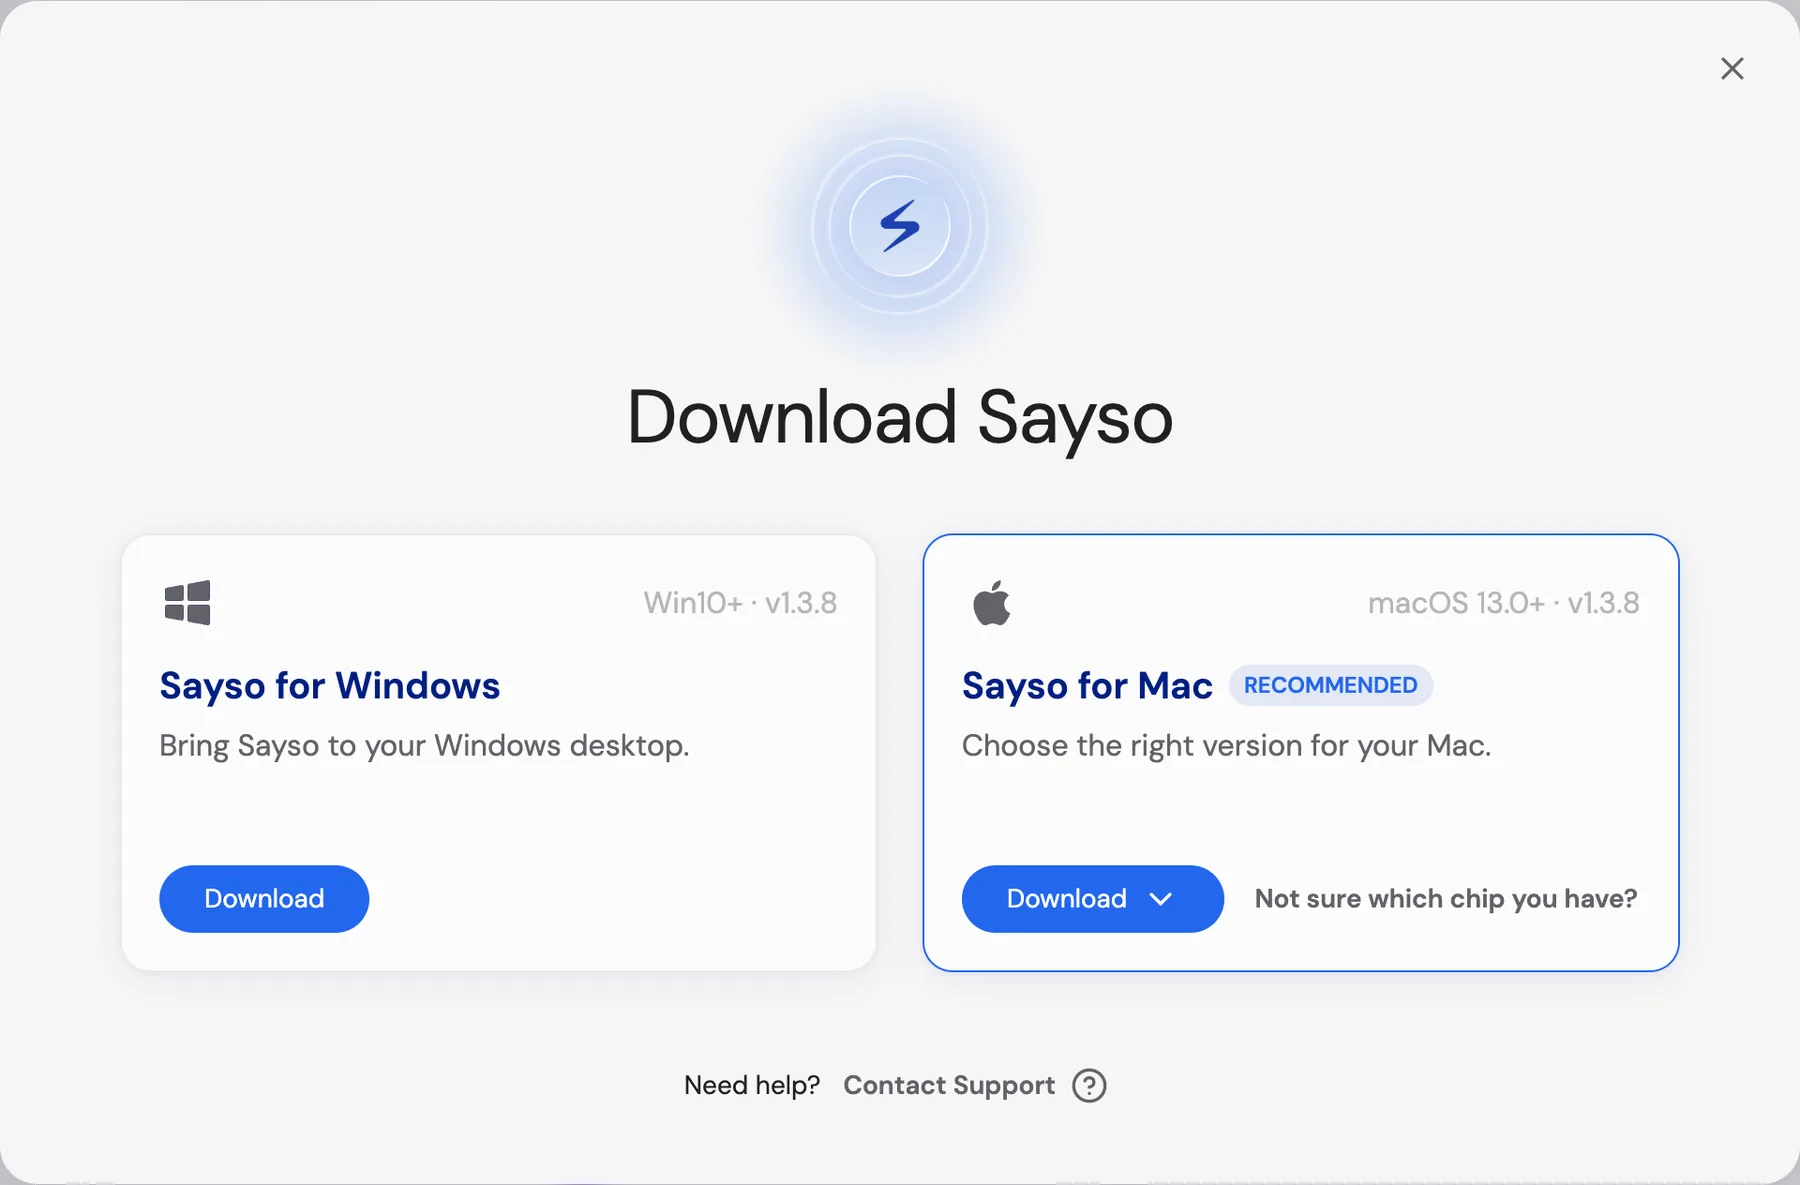 Download Sayso
Win10+ · v1.3.8
Sayso for Windows
Bring Sayso to your Windows desktop.
Download
macOS 13.0+ · v1.3.8
Sayso for Mac RECOMMENDED
Choose the right version for your Mac.
Download Not sure which chip you have?
Need help? Contact Support